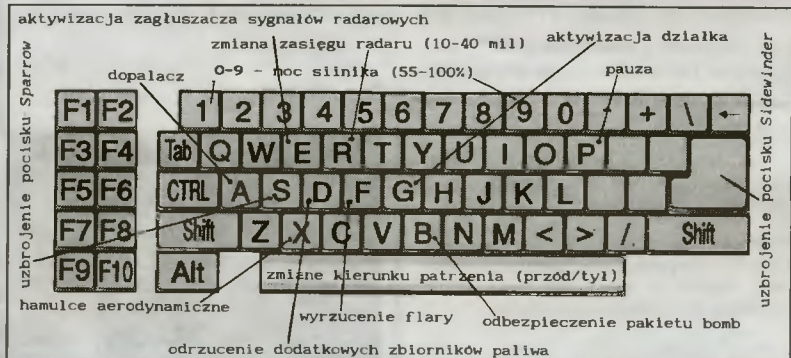 aktywizacja zagłuszacza sygnałów radarowych
zmiana zasięgu radaru (10-40 mil)
aktywizacja działka
dopalacz
0-9 - moc silnika (55-100%)
pauza
uzbrojenie pocisku Sparrow
uzbrojenie pocisku Sidewinder
F1 F2 1 2 3 4 5 6 7 8 9 0 - + \ ←
F3 F4 Tab Q W E R T Y U I O P
F5 F6 CTRL A S D F G H J K L
F7 F8 Shift Z X C V B N M < > / Shift
F9 F10 Alt zmiane kierunku patrzenia (przód/tył)
hamulce aerodynamiczne
wyrzucenie flary
odbezpieczenie pakietu bomb
odrzucenie dodatkowych zbiorników paliwa